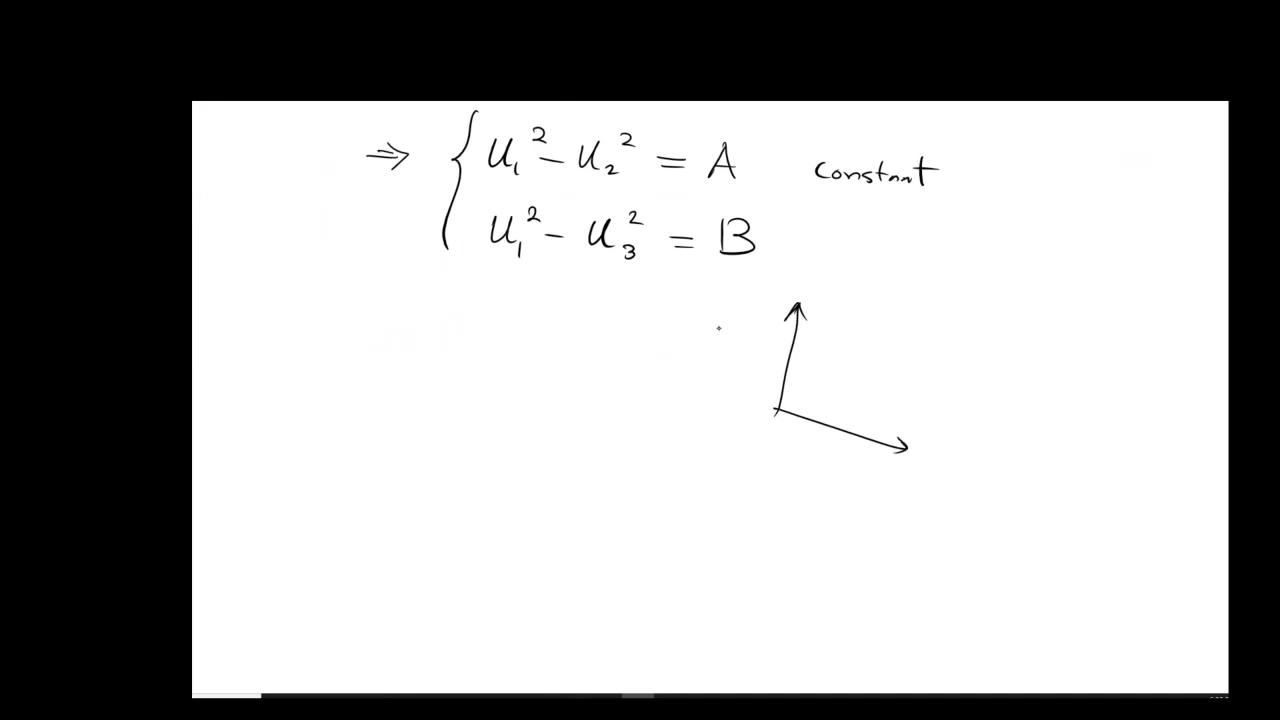 ⇒ { u₁² − u₂² = A constant
u₁² − u₃² = B